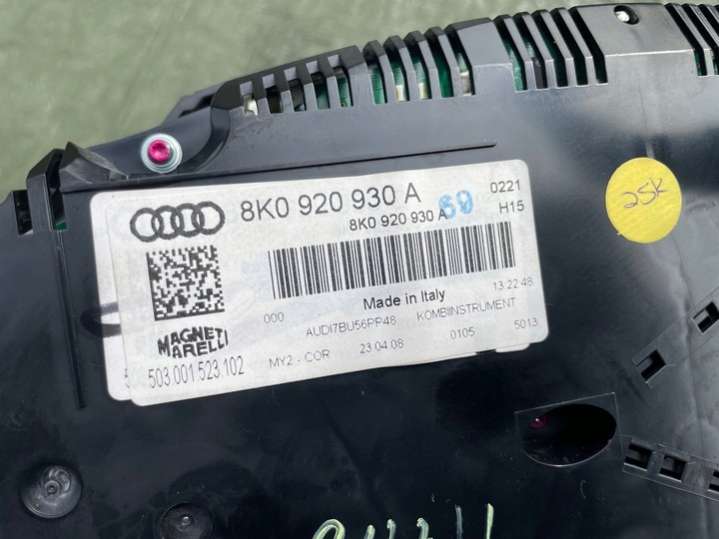 8K0 920 930 A
8K0 920 930 A
0221
H15
25K
000
Made in Italy
13:22:48
AUDI7BU56PP48 KOMBIINSTRUMENT
MAGNETI
MARELLI
503.001.523.102
MY2 - COR 23.04.08 0105 5013